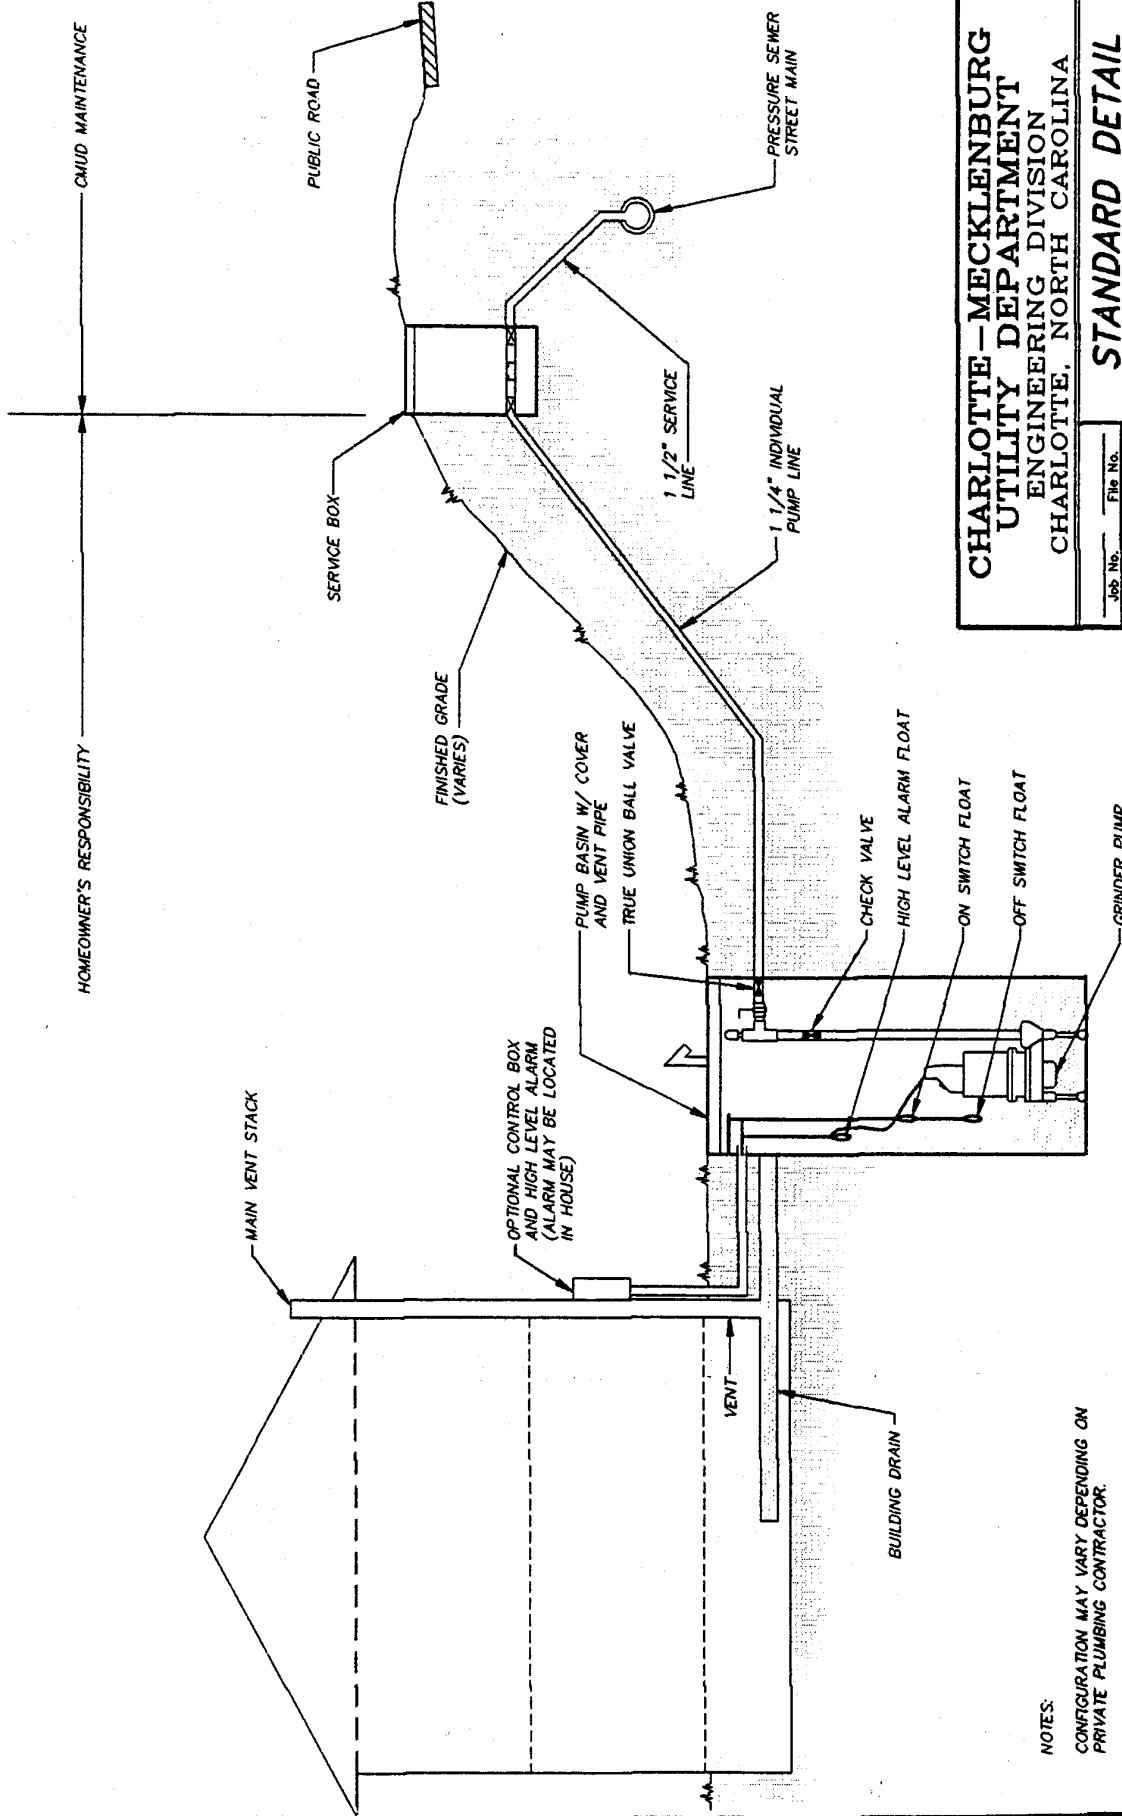 HOMEOWNER'S RESPONSIBILITY
CMUD MAINTENANCE
MAIN VENT STACK
SERVICE BOX
PUBLIC ROAD
FINISHED GRADE
(VARIES)
OPTIONAL CONTROL BOX
AND HIGH LEVEL ALARM
(ALARM MAY BE LOCATED
IN HOUSE)
PUMP BASIN W/ COVER
AND VENT PIPE
TRUE UNION BALL VALVE
1 1/2" SERVICE
LINE
1 1/4" INDIVIDUAL
PUMP LINE
PRESSURE SEWER
STREET MAIN
VENT
BUILDING DRAIN
CHECK VALVE
HIGH LEVEL ALARM FLOAT
ON SWITCH FLOAT
OFF SWITCH FLOAT
GRINDER PUMP
NOTES:
CONFIGURATION MAY VARY DEPENDING ON
PRIVATE PLUMBING CONTRACTOR.
CHARLOTTE-MECKLENBURG
UTILITY DEPARTMENT
ENGINEERING DIVISION
CHARLOTTE, NORTH CAROLINA
Job No.
File No.
STANDARD DETAIL